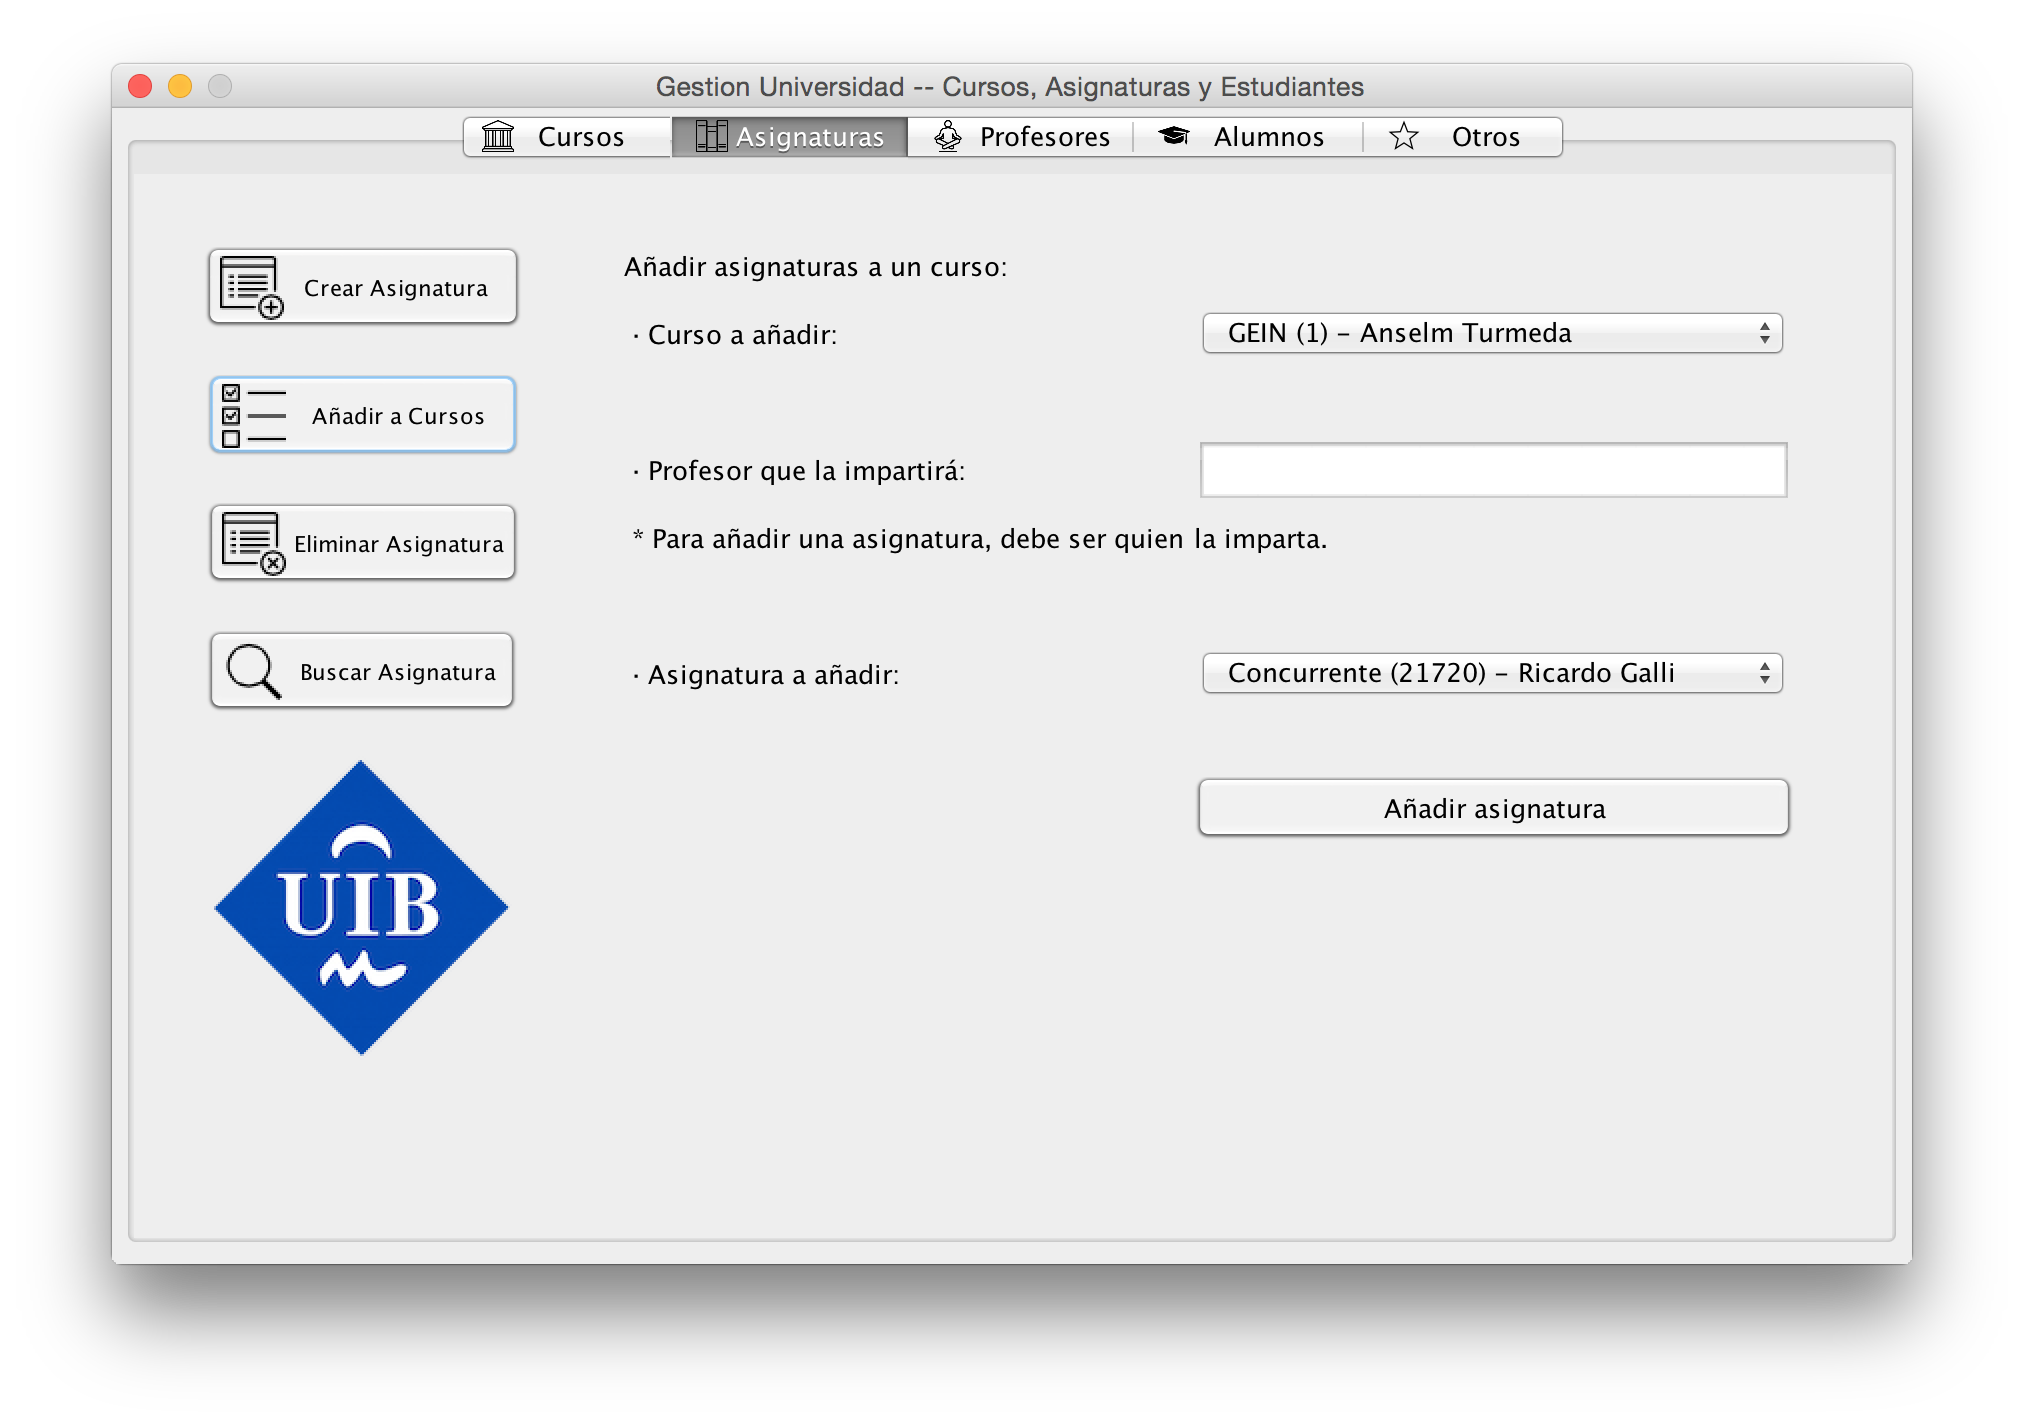 Gestion Universidad -- Cursos, Asignaturas y Estudiantes
Cursos
Asignaturas
Profesores
Alumnos
Otros
Crear Asignatura
Añadir a Cursos
Eliminar Asignatura
Buscar Asignatura
UIB
Añadir asignaturas a un curso:
· Curso a añadir:
GEIN (1) – Anselm Turmeda
· Profesor que la impartirá:
* Para añadir una asignatura, debe ser quien la imparta.
· Asignatura a añadir:
Concurrente (21720) – Ricardo Galli
Añadir asignatura